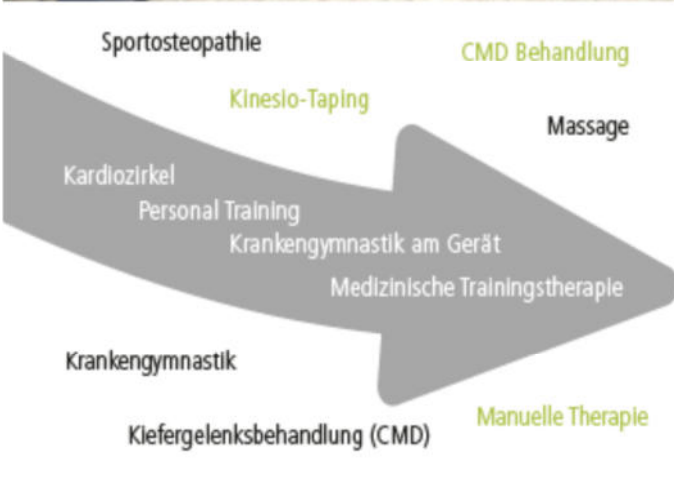 Sportosteopathie
CMD Behandlung
Kinesio-Taping
Massage
Kardiozirkel
Personal Training
Krankengymnastik am Gerät
Medizinische Trainingstherapie
Krankengymnastik
Manuelle Therapie
Kiefergelenksbehandlung (CMD)